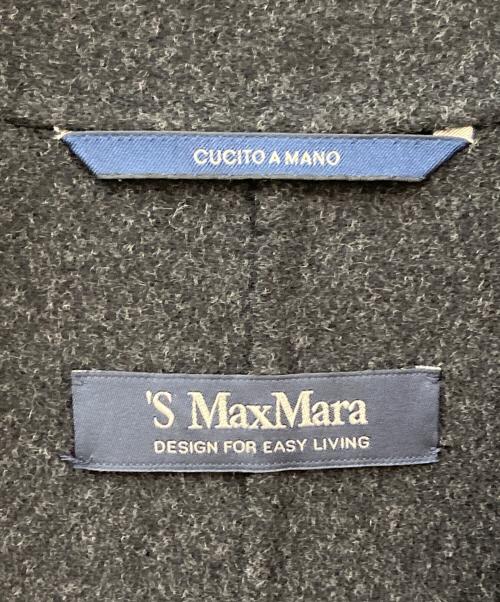 CUCITO A MANO
'S MaxMara
DESIGN FOR EASY LIVING